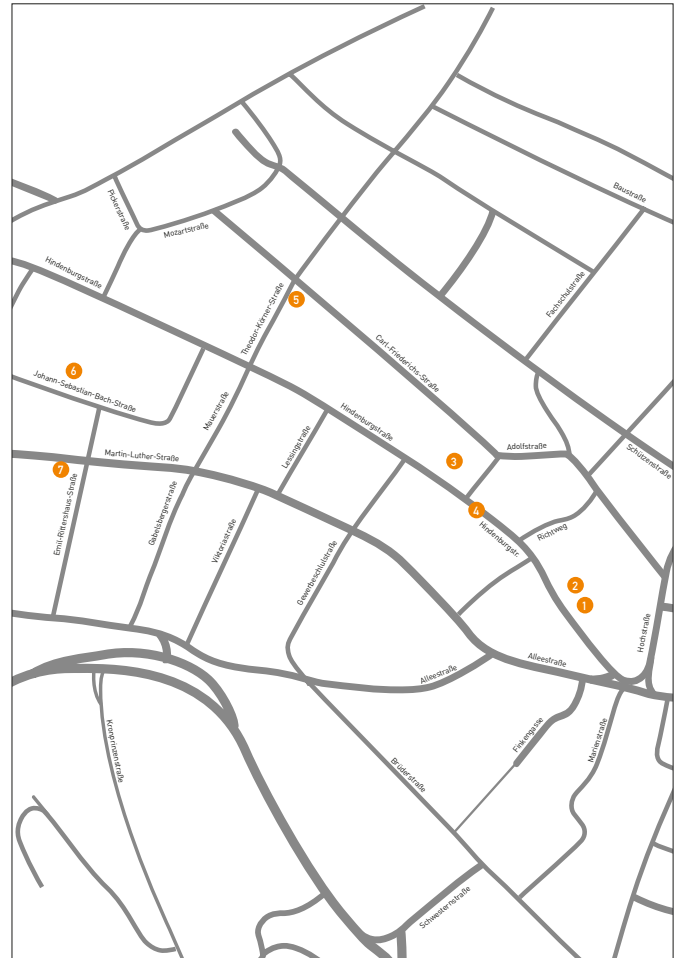 Baustraße
Pickerstraße
Mozartstraße
Hindenburgstraße
Fachschulstraße
5
Theodor-Körner-Straße
Carl-Friederichs-Straße
6
Johann-Sebastian-Bach-Straße
Mauerstraße
Hindenburgstraße
Lessingstraße
Adolfstraße
Schützenstraße
3
Martin-Luther-Straße
7
Emil-Rittershaus-Straße
Gabelsbergerstraße
Viktoriastraße
4
Hindenburgstr.
Richtweg
Gewerbeschlulstraße
2
1
Hochstraße
Alleestraße
Alleestraße
Kronprinzenstraße
Finkengasse
Marienstraße
Brüderstraße
Schwesternstraße